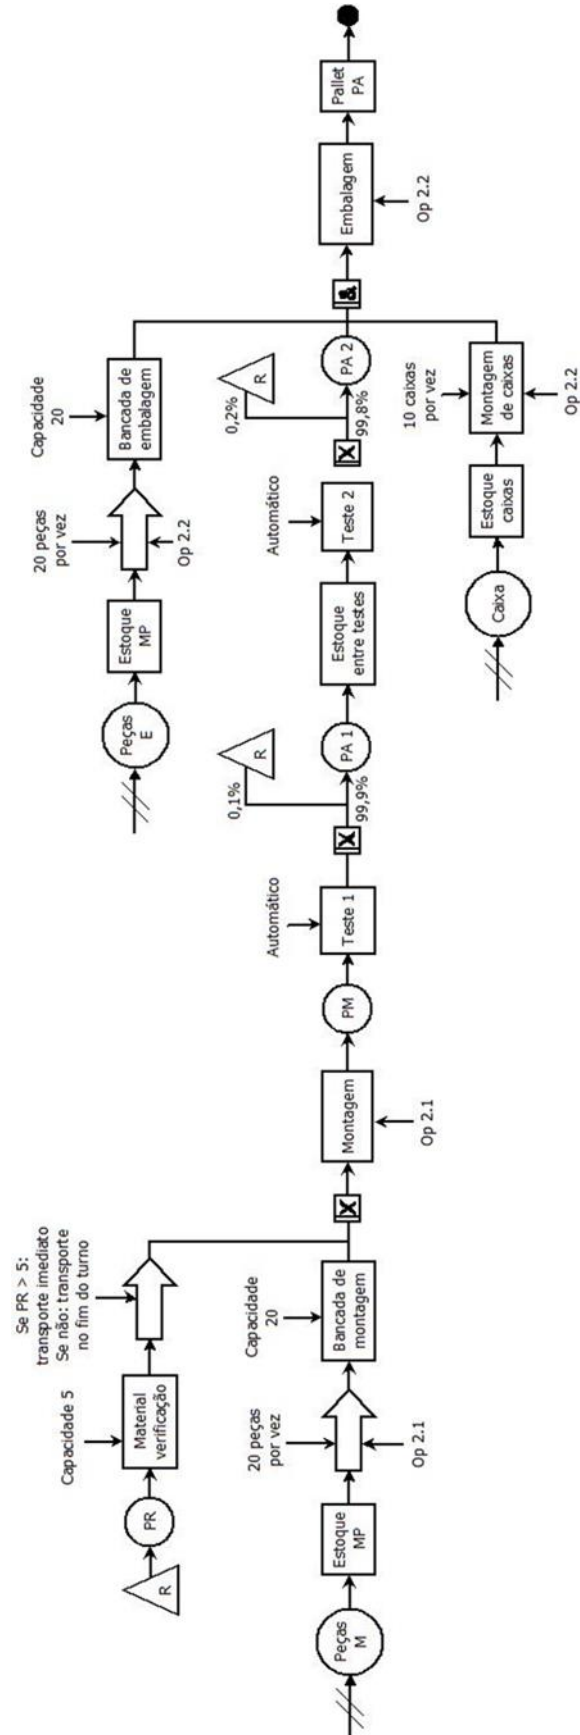 R
PR
Capacidade 5
Material
verificação
Se PR > 5:
transporte imediato
Se não: transporte
no fim do turno
Peças
M
Estoque
MP
20 peças
por vez
Op 2.1
Capacidade
20
Bancada de
montagem
X
Montagem
Op 2.1
PM
Automático
Teste 1
X
0,1%
R
99,9%
PA 1
Estoque
entre testes
Automático
Teste 2
X
0,2%
R
99,8%
PA 2
Peças
E
Estoque
MP
20 peças
por vez
Op 2.2
Capacidade
20
Bancada de
embalagem
Caixa
Estoque
caixas
10 caixas
por vez
Montagem
de caixas
Op 2.2
&
Embalagem
Op 2.2
Pallet
PA